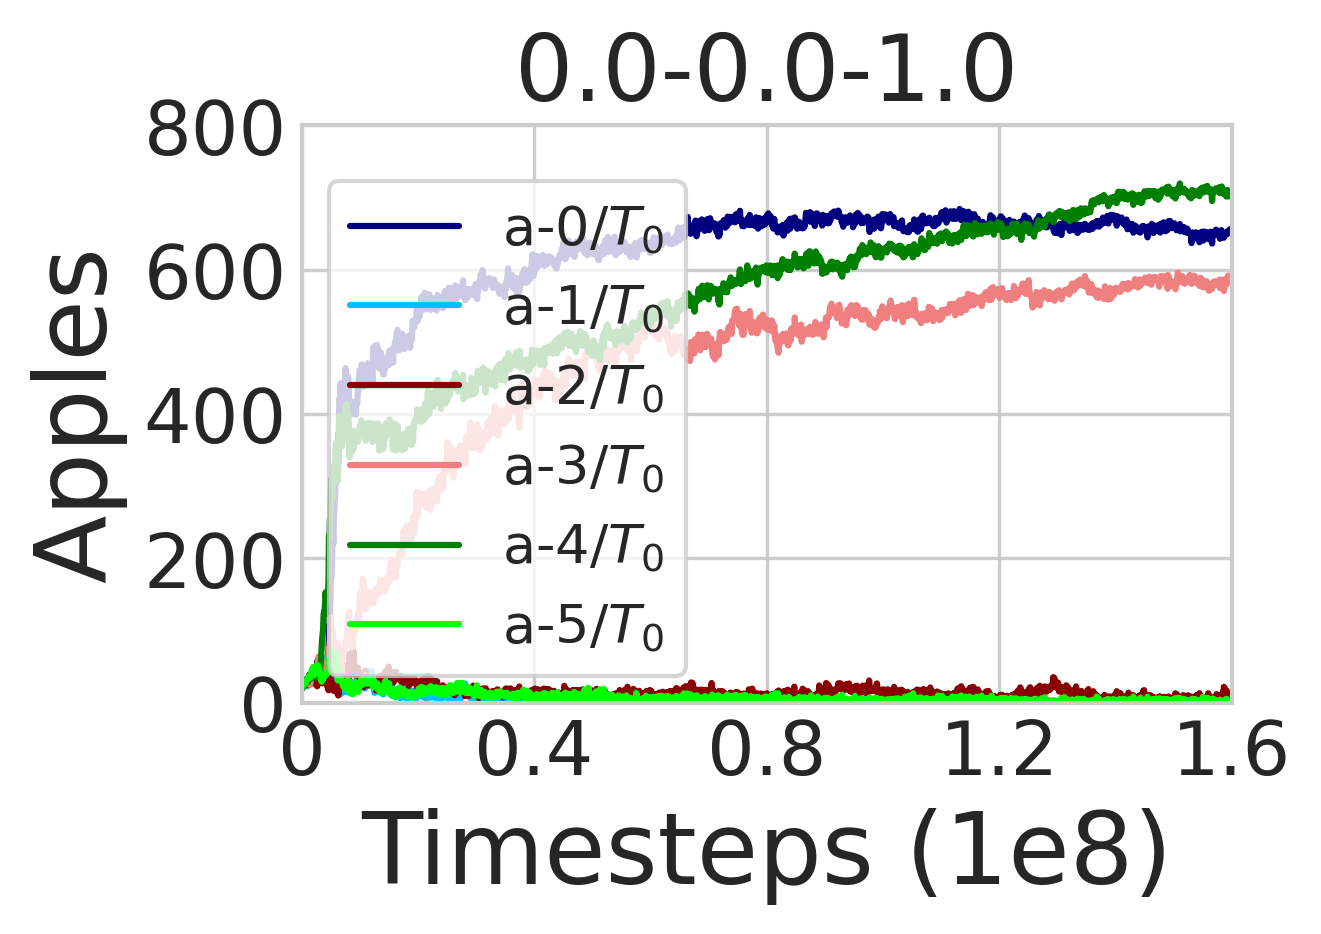 0.0-0.0-1.0
800
600
400
200
0
Apples
a-0/T₀
a-1/T₀
a-2/T₀
a-3/T₀
a-4/T₀
a-5/T₀
0 0.4 0.8 1.2 1.6
Timesteps (1e8)